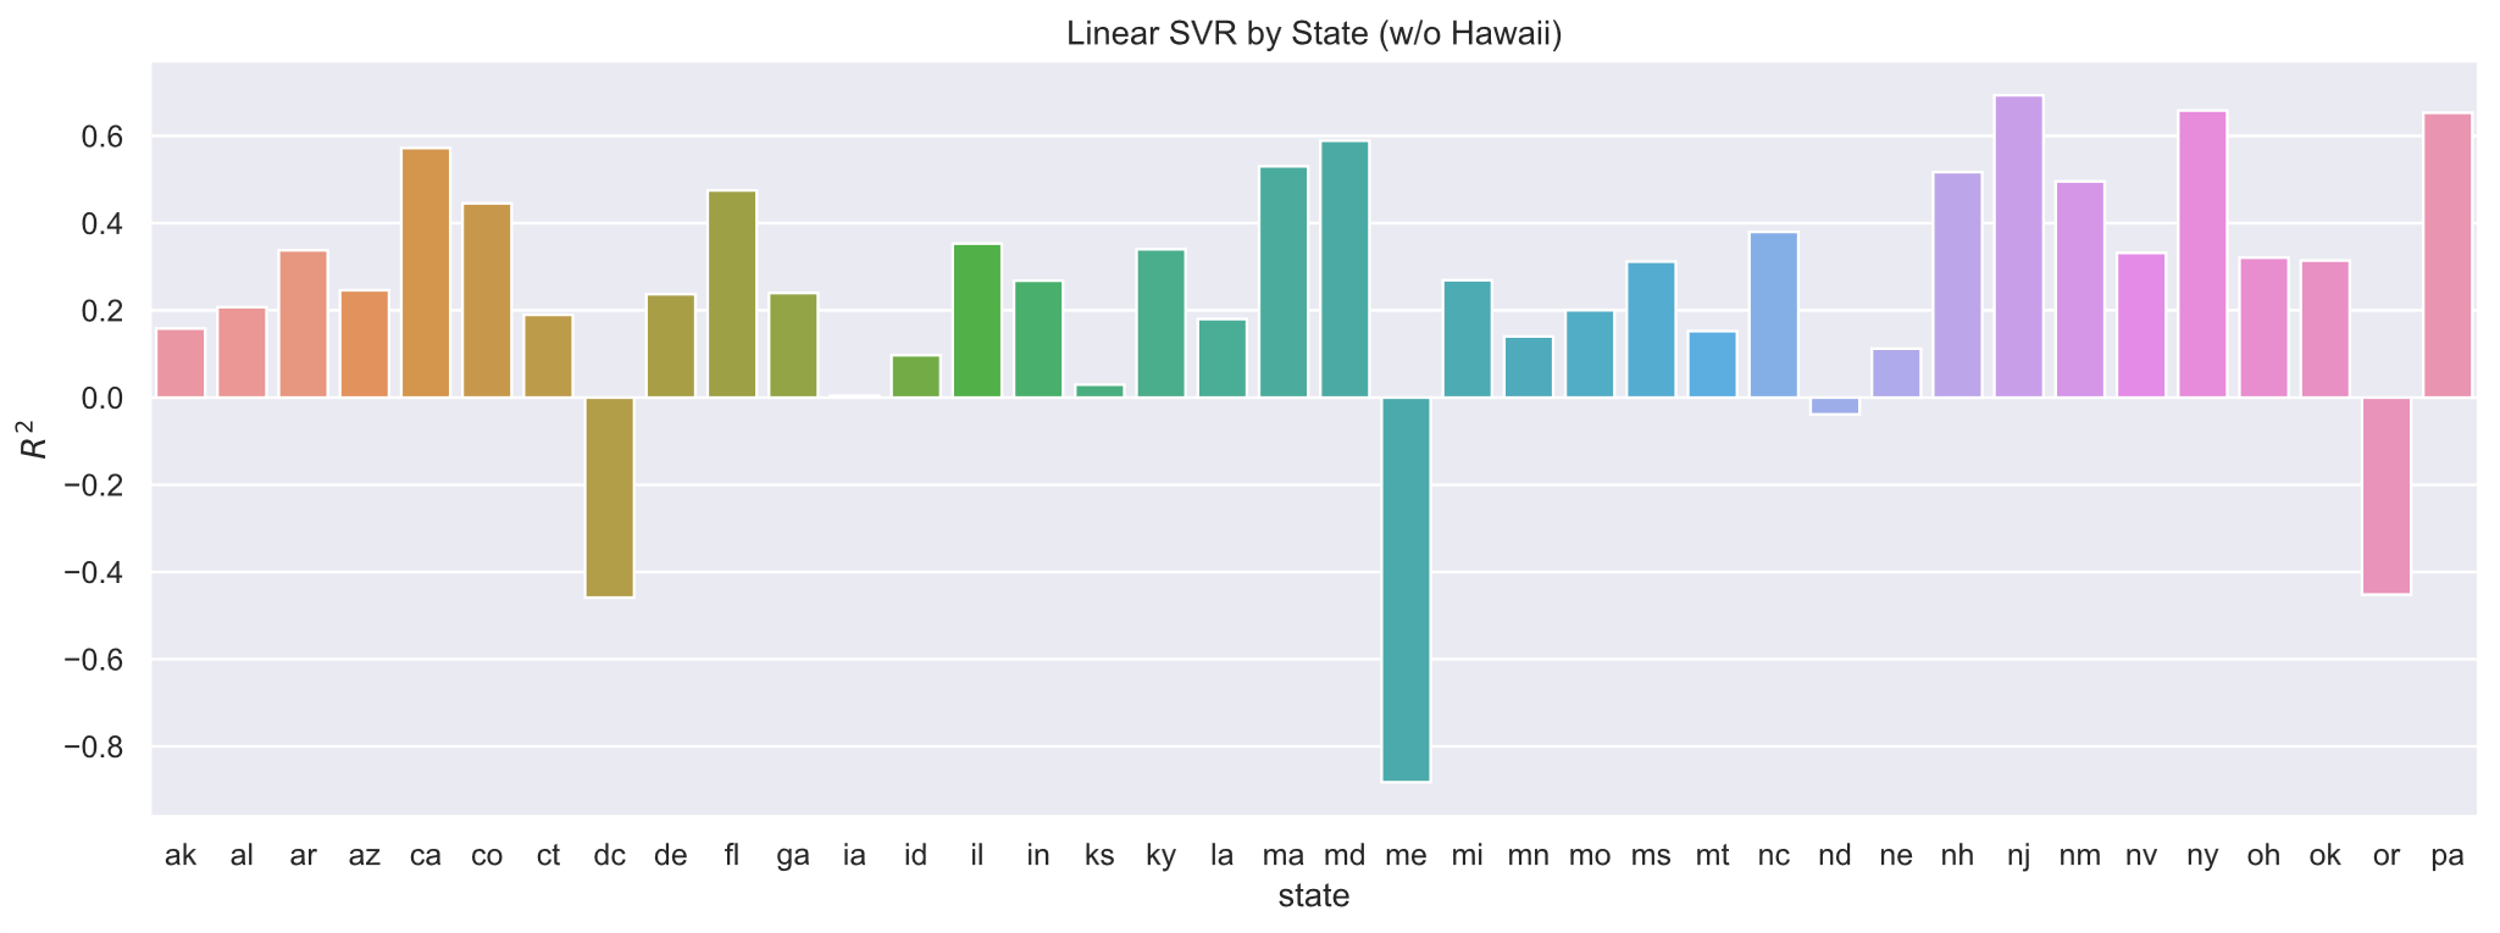 Linear SVR by State (w/o Hawaii)
0.6
0.4
0.2
0.0
−0.2
−0.4
−0.6
−0.8
R²
ak al ar az ca co ct dc de fl ga ia id il in ks ky la ma md me mi mn mo ms mt nc nd ne nh nj nm nv ny oh ok or pa
state